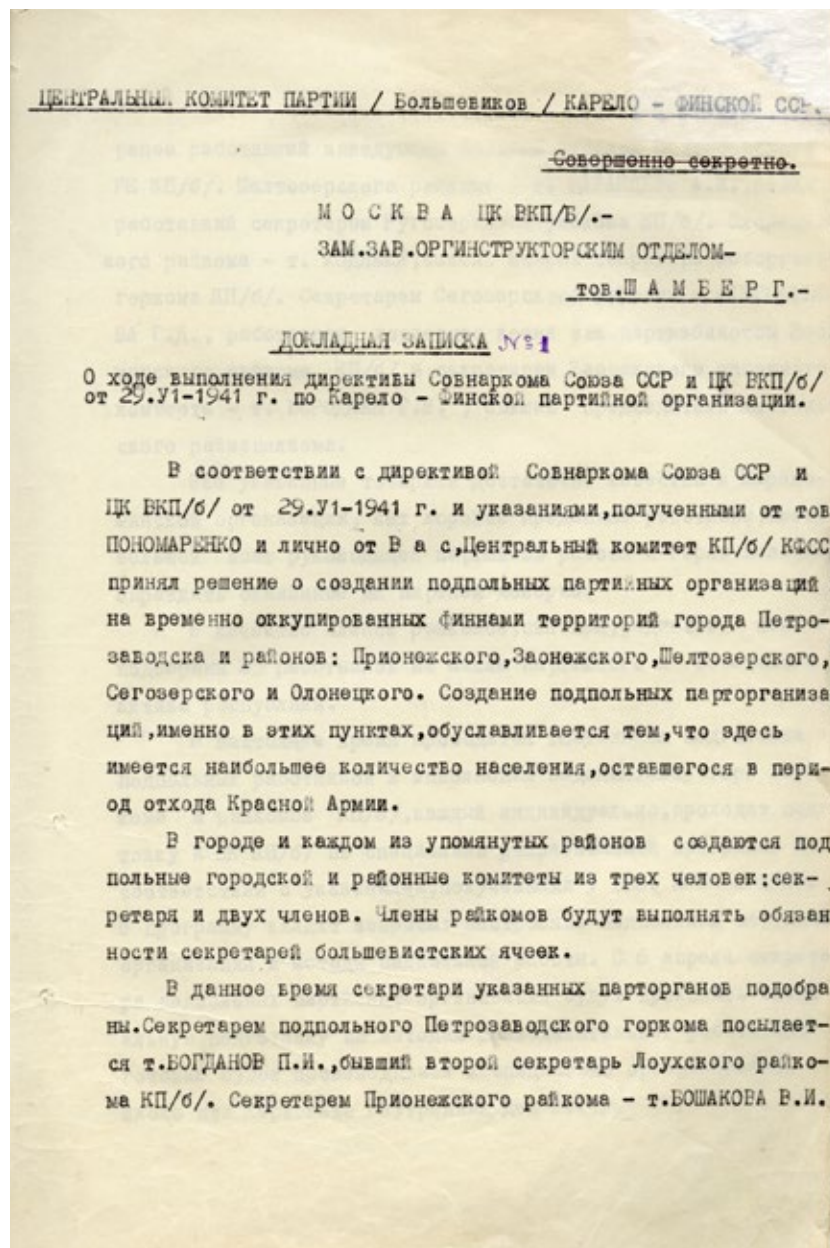 ЦЕНТРАЛЬНЫЙ КОМИТЕТ ПАРТИИ / Большевиков / КАРЕЛО - ФИНСКОЙ ССР.
Совершенно секретно.
М О С К В А ЦК ВКП/Б/.-
ЗАМ.ЗАВ.ОРГИНСТРУКТОРСКИМ ОТДЕЛОМ-
тов.Ш А М Б Е Р Г.-
ДОКЛАДНАЯ ЗАПИСКА №1
О ходе выполнения директивы Совнаркома Союза ССР и ЦК ВКП/б/
от 29.У1-1941 г. по Карело - Финской партийной организации.
В соответствии с директивой Совнаркома Союза ССР и
ЦК ВКП/б/ от 29.У1-1941 г. и указаниями,полученными от тов
ПОНОМАРЕНКО и лично от В а с,Центральный комитет КП/б/ КФСС
принял решение о создании подпольных партийных организаций
на временно оккупированных финнами территорий города Петро-
заводска и районов: Прионежского,Заонежского,Шелтозерского,
Сегозерского и Олонецкого. Создание подпольных парторганиза
ций,именно в этих пунктах,обуславливается тем,что здесь
имеется наибольшее количество населения,оставшегося в пери-
од отхода Красной Армии.
В городе и каждом из упомянутых районов создаются под
польные городской и районные комитеты из трех человек:сек-
ретаря и двух членов. Члены райкомов будут выполнять обязан
ности секретарей большевистских ячеек.
В данное время секретари указанных парторганов подобра
ны.Секретарем подпольного Петрозаводского горкома посылает-
ся т.БОГДАНОВ П.И.,бывший второй секретарь Лоухского райко-
ма КП/б/. Секретарем Прионежского райкома - т.БОШАКОВА В.И.